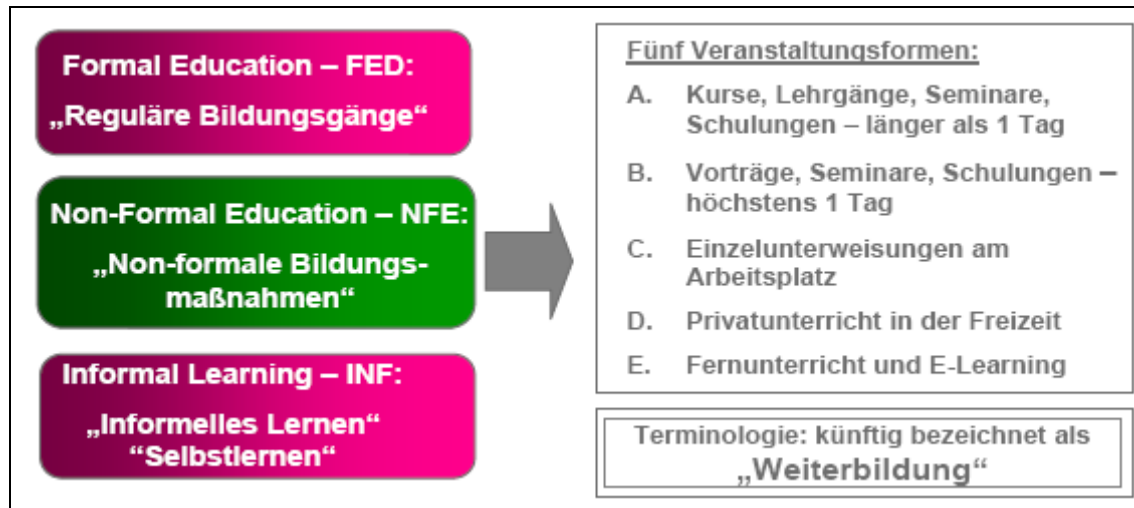 Formal Education – FED:
„Reguläre Bildungsgänge“
Non-Formal Education – NFE:
„Non-formale Bildungs-
maßnahmen“
Informal Learning – INF:
„Informelles Lernen“
“Selbstlernen“
Fünf Veranstaltungsformen:
A. Kurse, Lehrgänge, Seminare,
Schulungen – länger als 1 Tag
B. Vorträge, Seminare, Schulungen –
höchstens 1 Tag
C. Einzelunterweisungen am
Arbeitsplatz
D. Privatunterricht in der Freizeit
E. Fernunterricht und E-Learning
Terminologie: künftig bezeichnet als
„Weiterbildung“